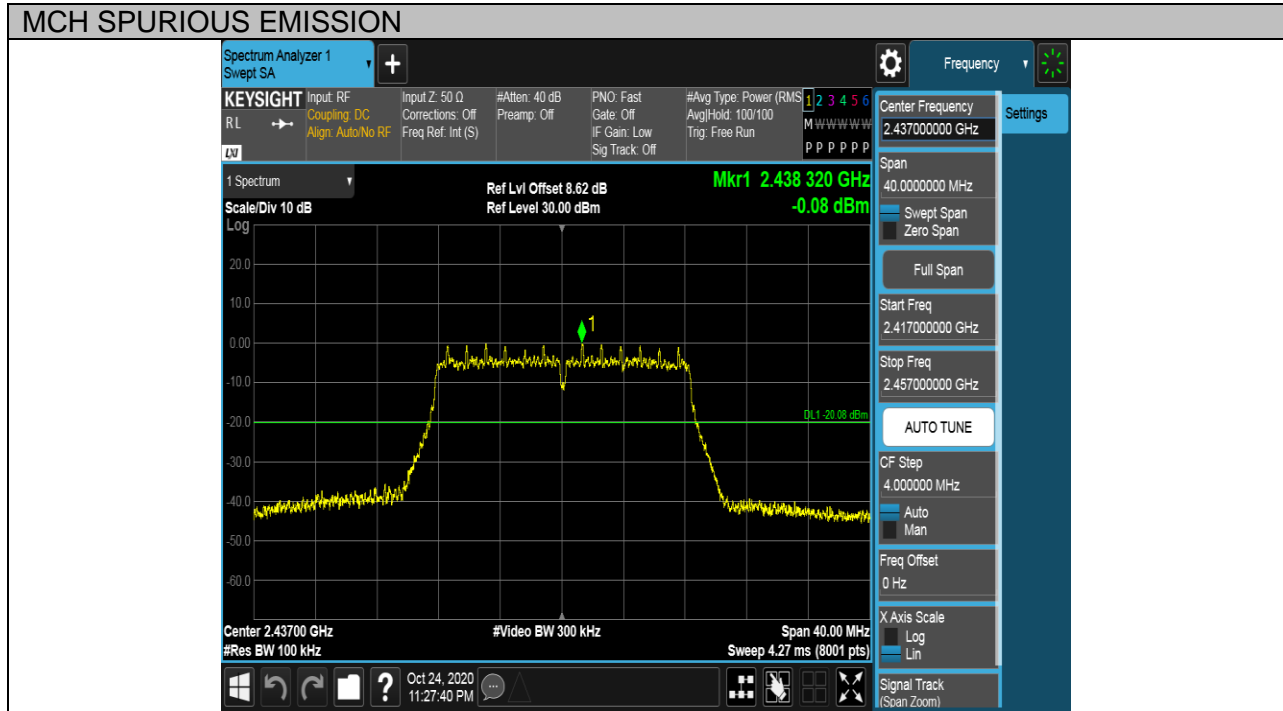 MCH SPURIOUS EMISSION
Spectrum Analyzer 1
Swept SA
+
Frequency
KEYSIGHT
RL
LXI
Input: RF
Coupling: DC
Align: Auto/No RF
Input Z: 50 Ω
Corrections: Off
Freq Ref: Int (S)
#Atten: 40 dB
Preamp: Off
PNO: Fast
Gate: Off
IF Gain: Low
Sig Track: Off
#Avg Type: Power (RMS
Avg|Hold: 100/100
Trig: Free Run
1 2 3 4 5 6
M W W W W W
P P P P P P
1 Spectrum
Scale/Div 10 dB
Ref Lvl Offset 8.62 dB
Ref Level 30.00 dBm
Mkr1 2.438 320 GHz
-0.08 dBm
Log
20.0
10.0
0.00
-10.0
-20.0
-30.0
-40.0
-50.0
-60.0
1
DL1 -20.08 dBm
Center 2.43700 GHz
#Res BW 100 kHz
#Video BW 300 kHz
Span 40.00 MHz
Sweep 4.27 ms (8001 pts)
?
Oct 24, 2020
11:27:40 PM
Center Frequency
2.437000000 GHz
Settings
Span
40.0000000 MHz
Swept Span
Zero Span
Full Span
Start Freq
2.417000000 GHz
Stop Freq
2.457000000 GHz
AUTO TUNE
CF Step
4.000000 MHz
Auto
Man
Freq Offset
0 Hz
X Axis Scale
Log
Lin
Signal Track
(Span Zoom)